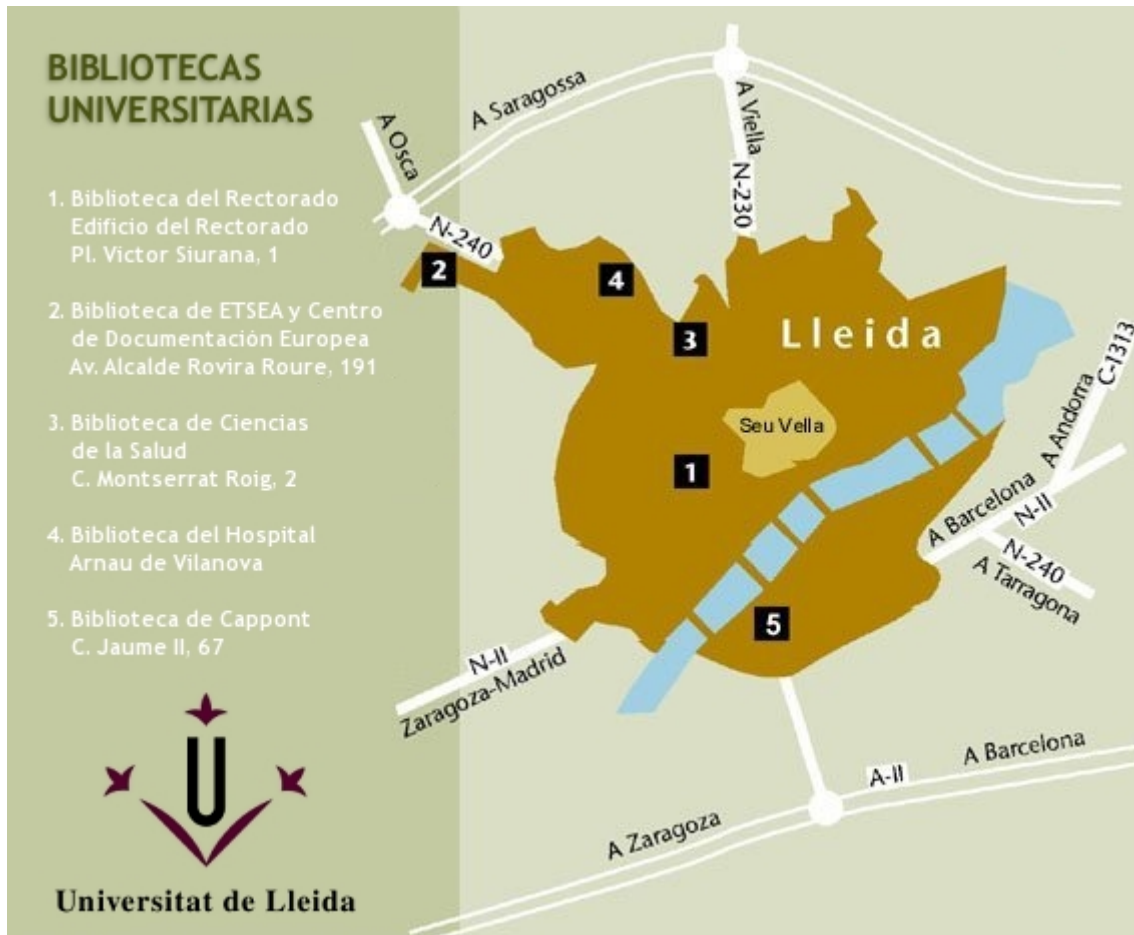 BIBLIOTECAS
UNIVERSITARIAS
1. Biblioteca del Rectorado
Edificio del Rectorado
Pl. Victor Siurana, 1
2. Biblioteca de ETSEA y Centro
de Documentación Europea
Av. Alcalde Rovira Roure, 191
3. Biblioteca de Ciencias
de la Salud
C. Montserrat Roig, 2
4. Biblioteca del Hospital
Arnau de Vilanova
5. Biblioteca de Cappont
C. Jaume II, 67
U
Universitat de Lleida
A Saragossa
A Viella
N-230
A Osca
N-240
2
4
3
Lleida
Seu Vella
1
C-1313
A Andorra
A Barcelona
N-II
N-240
A Tarragona
5
N-II
Zaragoza-Madrid
A Barcelona
A-II
A Zaragoza